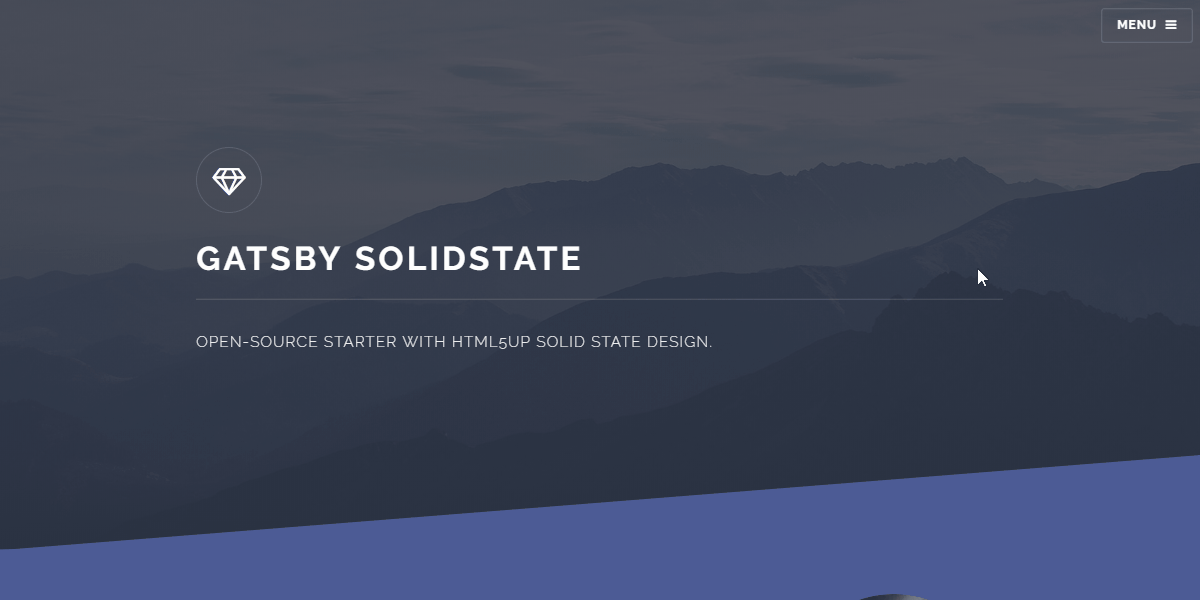 MENU
GATSBY SOLIDSTATE
OPEN-SOURCE STARTER WITH HTML5UP SOLID STATE DESIGN.